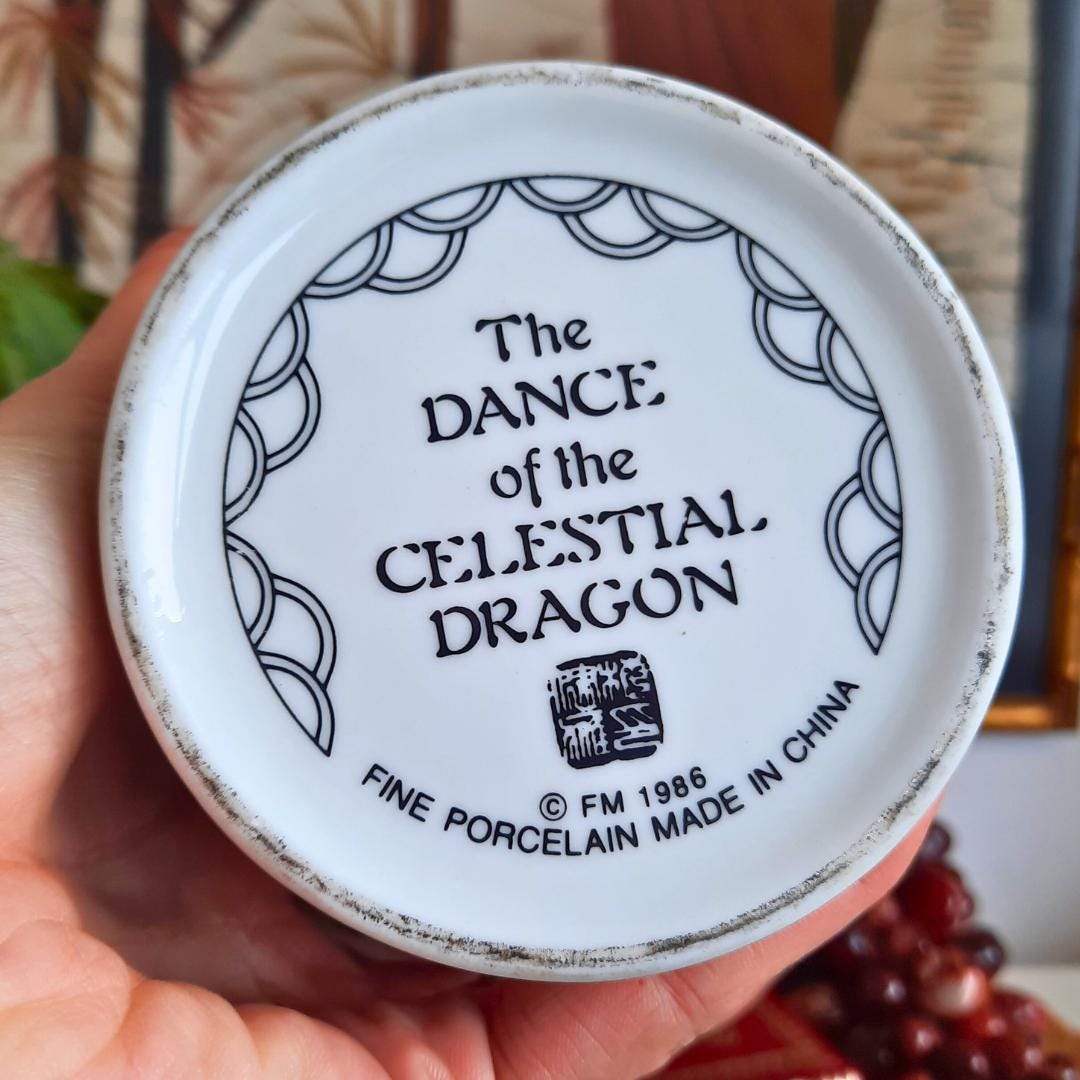 The
DANCE
of the
CELESTIAL
DRAGON
© FM 1986
FINE PORCELAIN MADE IN CHINA